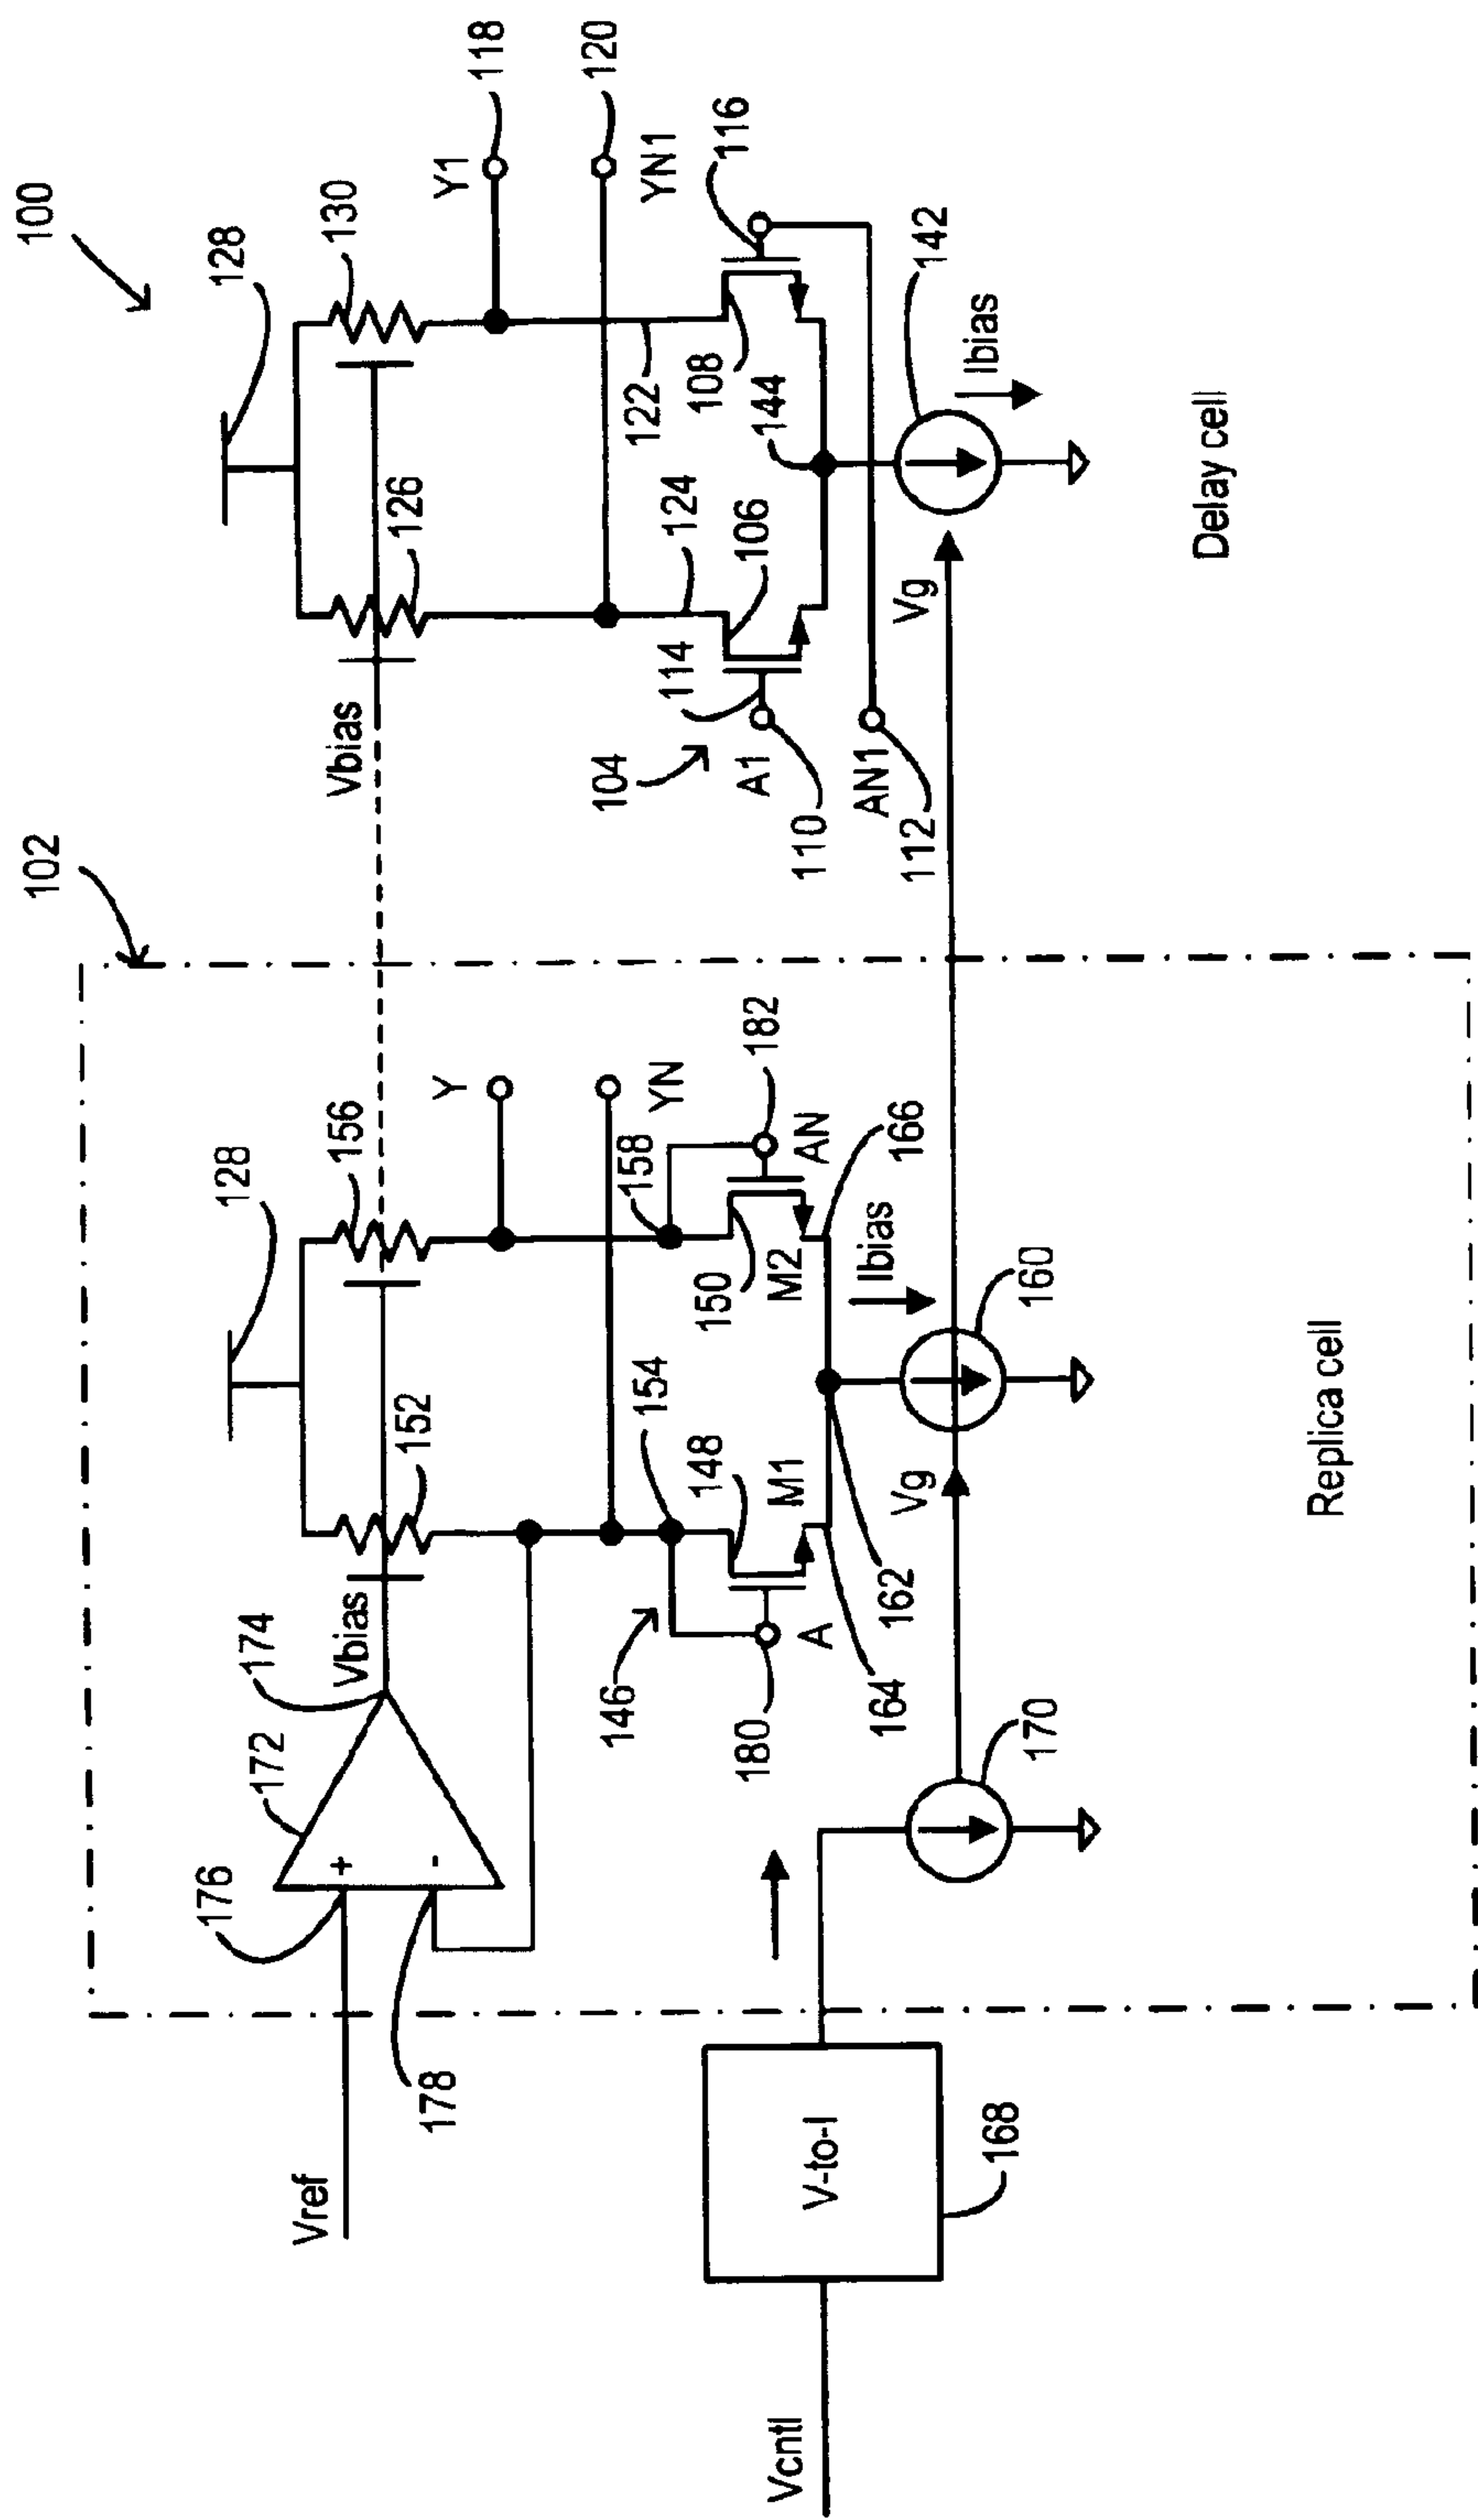 100
102
128
130
Y1
118
120
YN1
116
126
Vbias
122
108
144
124
106
114
104
A1
110
AN1
112
Vg
142
Ibias
Delay cell
128
156
Y
YN
182
158
AN
166
152
154
150
M2
Ibias
160
148
M1
Vg
162
164
146
A
180
170
174
Vbias
172
176
+
-
178
Vref
V-to-I
168
Vcntl
Replica cell